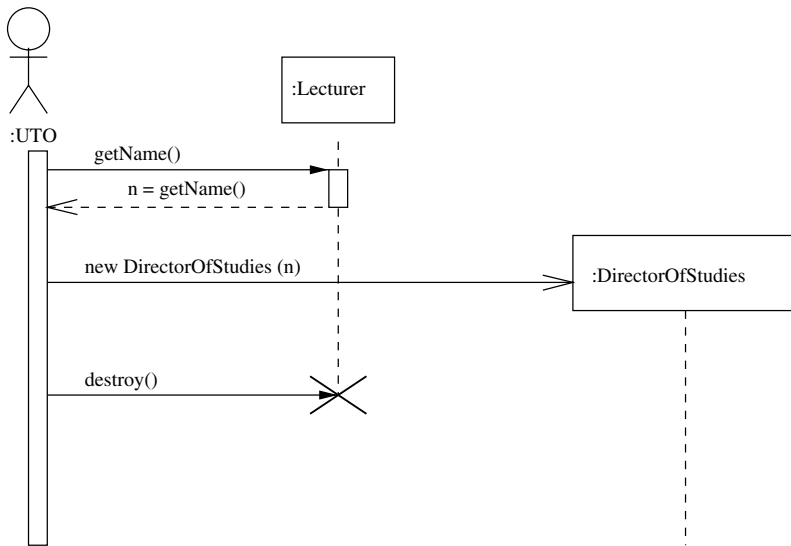 :Lecturer
:UTO
getName()
n = getName()
new DirectorOfStudies (n)
:DirectorOfStudies
destroy()